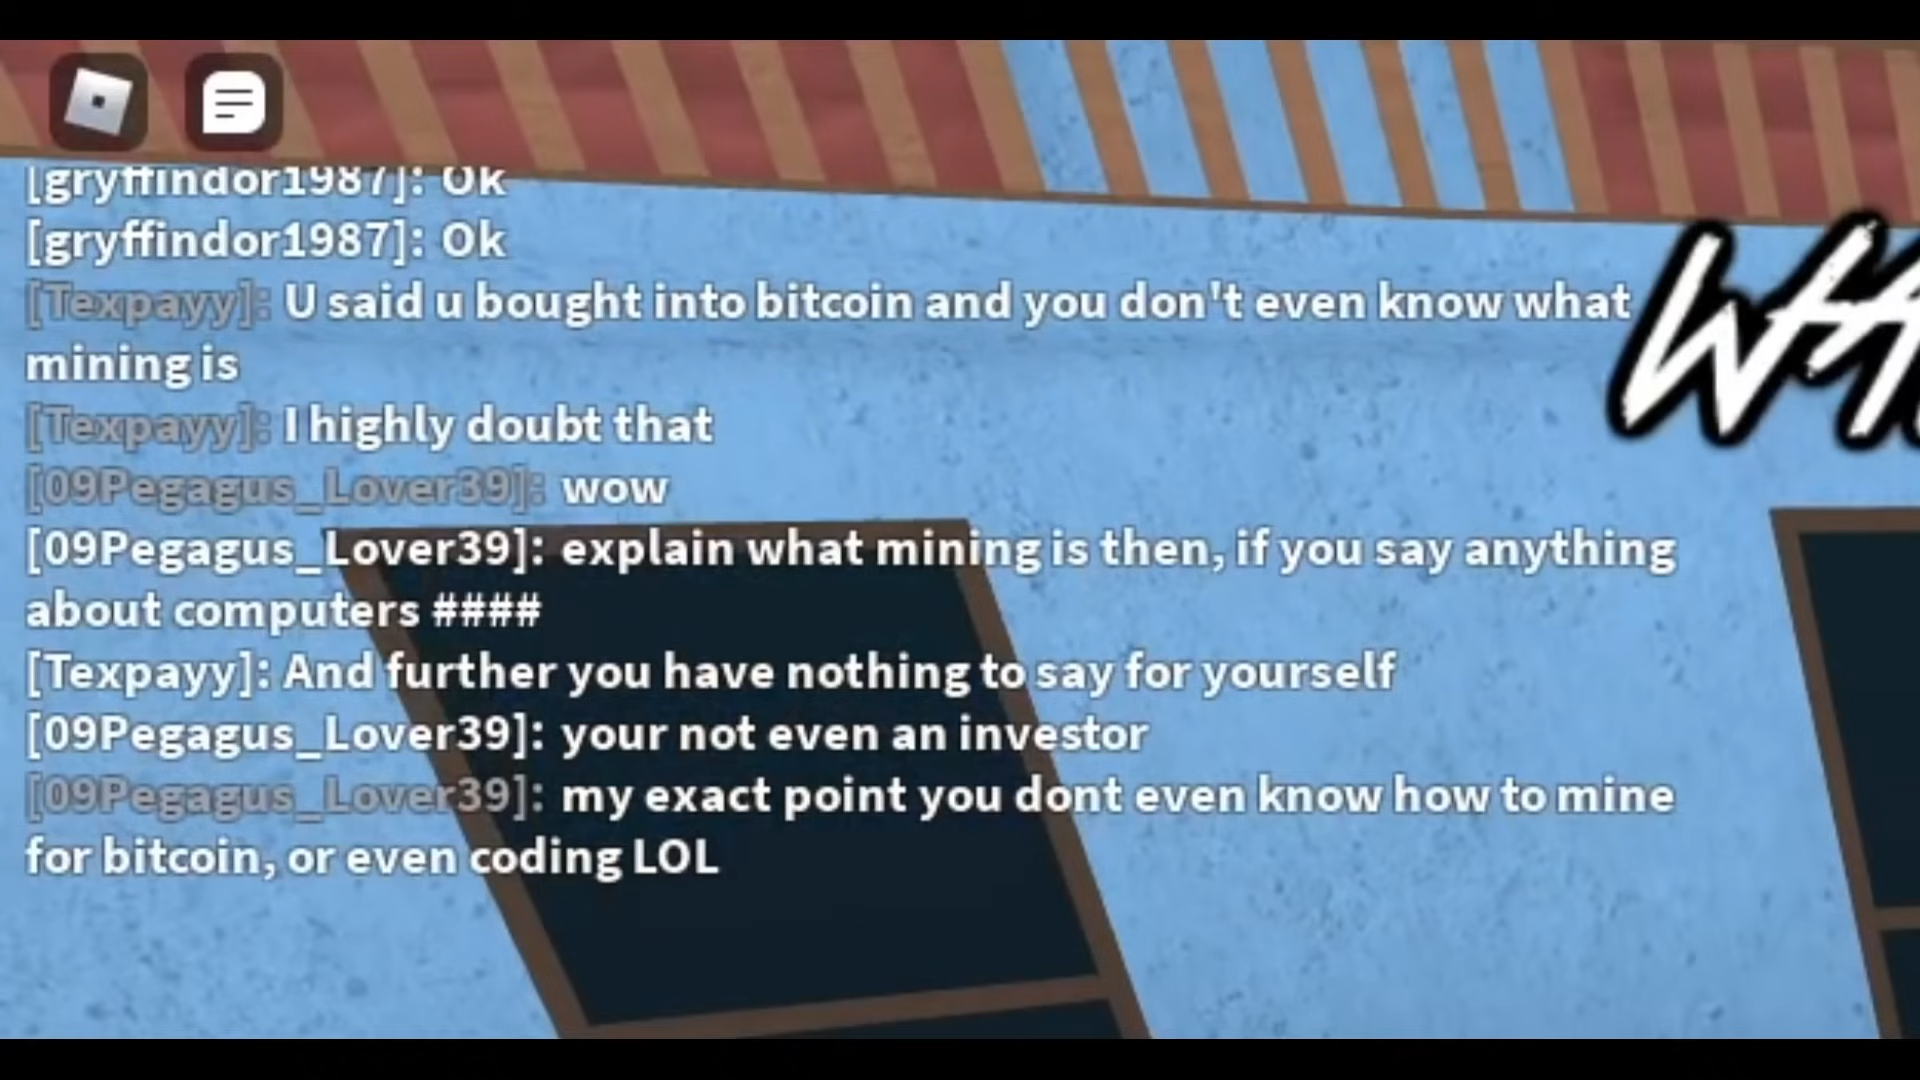 [gryffindor1987]: Ok
[gryffindor1987]: Ok
[Texpayy]: U said u bought into bitcoin and you don't even know what
mining is
[Texpayy]: I highly doubt that
[09Pegagus_Lover39]: wow
[09Pegagus_Lover39]: explain what mining is then, if you say anything
about computers ####
[Texpayy]: And further you have nothing to say for yourself
[09Pegagus_Lover39]: your not even an investor
[09Pegagus_Lover39]: my exact point you dont even know how to mine
for bitcoin, or even coding LOL